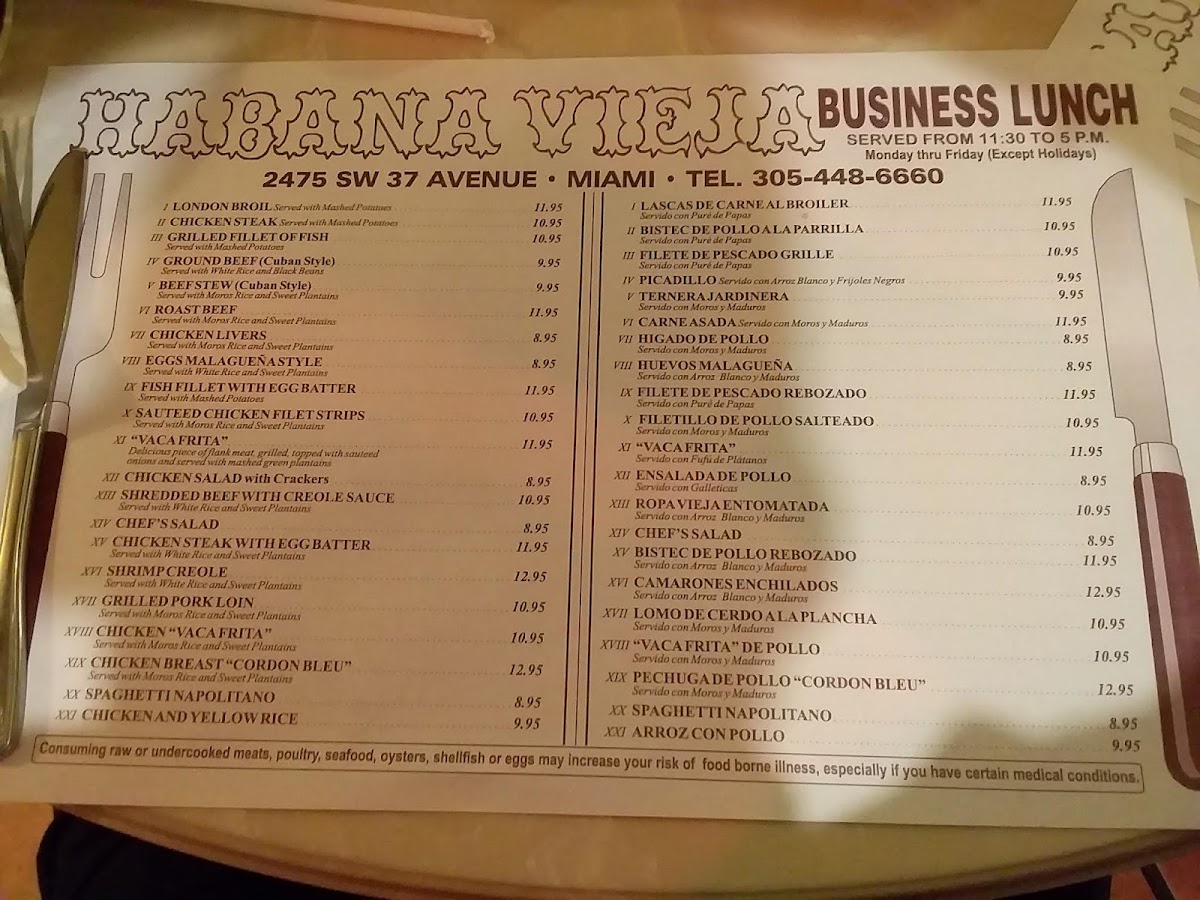 HABANA VIEJA
BUSINESS LUNCH
SERVED FROM 11:30 TO 5 P.M.
Monday thru Friday (Except Holidays)
2475 SW 37 AVENUE • MIAMI • TEL. 305-448-6660
I LONDON BROIL Served with Mashed Potatoes 11.95
II CHICKEN STEAK Served with Mashed Potatoes 10.95
III GRILLED FILLET OF FISH 10.95
Served with Mashed Potatoes
IV GROUND BEEF (Cuban Style) 9.95
Served with White Rice and Black Beans
V BEEF STEW (Cuban Style) 9.95
Served with Moros Rice and Sweet Plantains
VI ROAST BEEF 11.95
Served with Moros Rice and Sweet Plantains
VII CHICKEN LIVERS 8.95
Served with Moros Rice and Sweet Plantains
VIII EGGS MALAGUEÑA STYLE 8.95
Served with White Rice and Sweet Plantains
IX FISH FILLET WITH EGG BATTER 11.95
Served with Mashed Potatoes
X SAUTEED CHICKEN FILET STRIPS 10.95
Served with Moros Rice and Sweet Plantains
XI "VACA FRITA" 11.95
Delicious piece of flank meat, grilled, topped with sauteed
onions and served with mashed green plantains
XII CHICKEN SALAD with Crackers 8.95
XIII SHREDDED BEEF WITH CREOLE SAUCE 10.95
Served with White Rice and Sweet Plantains
XIV CHEF'S SALAD 8.95
XV CHICKEN STEAK WITH EGG BATTER 11.95
Served with White Rice and Sweet Plantains
XVI SHRIMP CREOLE 12.95
Served with White Rice and Sweet Plantains
XVII GRILLED PORK LOIN 10.95
Served with Moros Rice and Sweet Plantains
XVIII CHICKEN "VACA FRITA" 10.95
Served with Moros Rice and Sweet Plantains
XIX CHICKEN BREAST "CORDON BLEU" 12.95
Served with Moros Rice and Sweet Plantains
XX SPAGHETTI NAPOLITANO 8.95
XXI CHICKEN AND YELLOW RICE 9.95
I LASCAS DE CARNE AL BROILER 11.95
Servido con Puré de Papas
II BISTEC DE POLLO A LA PARRILLA 10.95
Servido con Puré de Papas
III FILETE DE PESCADO GRILLE 10.95
Servido con Puré de Papas
IV PICADILLO Servido con Arroz Blanco y Frijoles Negros 9.95
V TERNERA JARDINERA 9.95
Servido con Moros y Maduros
VI CARNE ASADA Servido con Moros y Maduros 11.95
VII HIGADO DE POLLO 8.95
Servido con Moros y Maduros
VIII HUEVOS MALAGUEÑA 8.95
Servido con Arroz Blanco y Maduros
IX FILETE DE PESCADO REBOZADO 11.95
Servido con Puré de Papas
X FILETILLO DE POLLO SALTEADO 10.95
Servido con Moros y Maduros
XI "VACA FRITA" 11.95
Servido con Fufú de Plátanos
XII ENSALADA DE POLLO 8.95
Servido con Galleticas
XIII ROPA VIEJA ENTOMATADA 10.95
Servido con Arroz Blanco y Maduros
XIV CHEF'S SALAD 8.95
XV BISTEC DE POLLO REBOZADO 11.95
Servido con Arroz Blanco y Maduros
XVI CAMARONES ENCHILADOS 12.95
Servido con Arroz Blanco y Maduros
XVII LOMO DE CERDO A LA PLANCHA 10.95
Servido con Moros y Maduros
XVIII "VACA FRITA" DE POLLO 10.95
Servido con Moros y Maduros
XIX PECHUGA DE POLLO "CORDON BLEU" 12.95
Servido con Moros y Maduros
XX SPAGHETTI NAPOLITANO 8.95
XXI ARROZ CON POLLO 9.95
Consuming raw or undercooked meats, poultry, seafood, oysters, shellfish or eggs may increase your risk of food borne illness, especially if you have certain medical conditions.